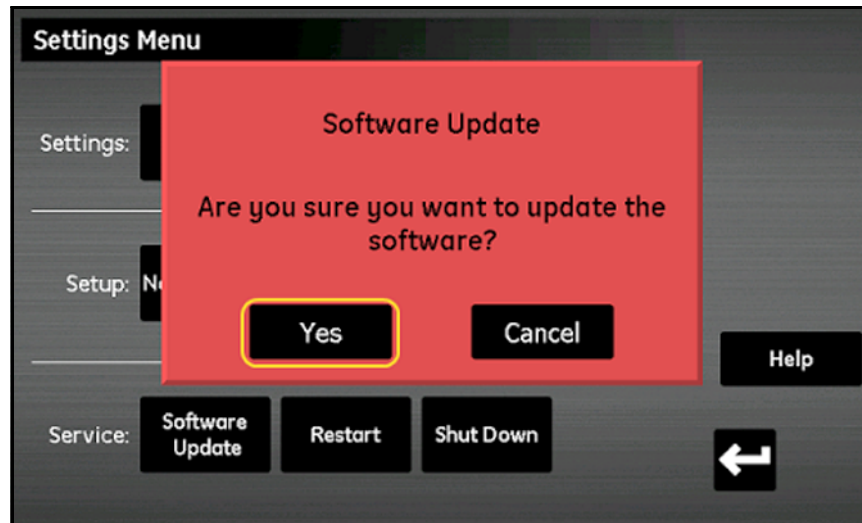 Settings Menu
Software Update
Settings:
Are you sure you want to update the
software?
Setup:
Yes
Cancel
Help
Service:
Software
Update
Restart
Shut Down